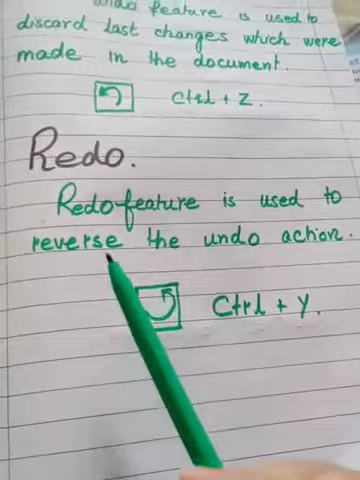 undo feature is used to
discard last changes which were
made in the document.
Ctrl + Z.
Redo.
Redo feature is used to
reverse the undo action.
Ctrl + Y.